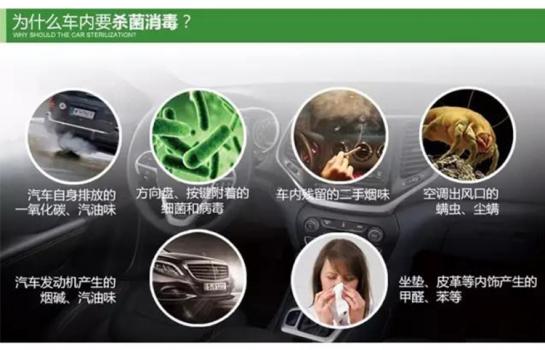 为什么车内要杀菌消毒？
WHY SHOULD THE CAR STERILIZATION?
汽车自身排放的
一氧化碳、汽油味
方向盘、按键附着的
细菌和病毒
车内残留的二手烟味
空调出风口的
螨虫、尘螨
汽车发动机产生的
烟碱、汽油味
坐垫、皮革等内饰产生的
甲醛、苯等